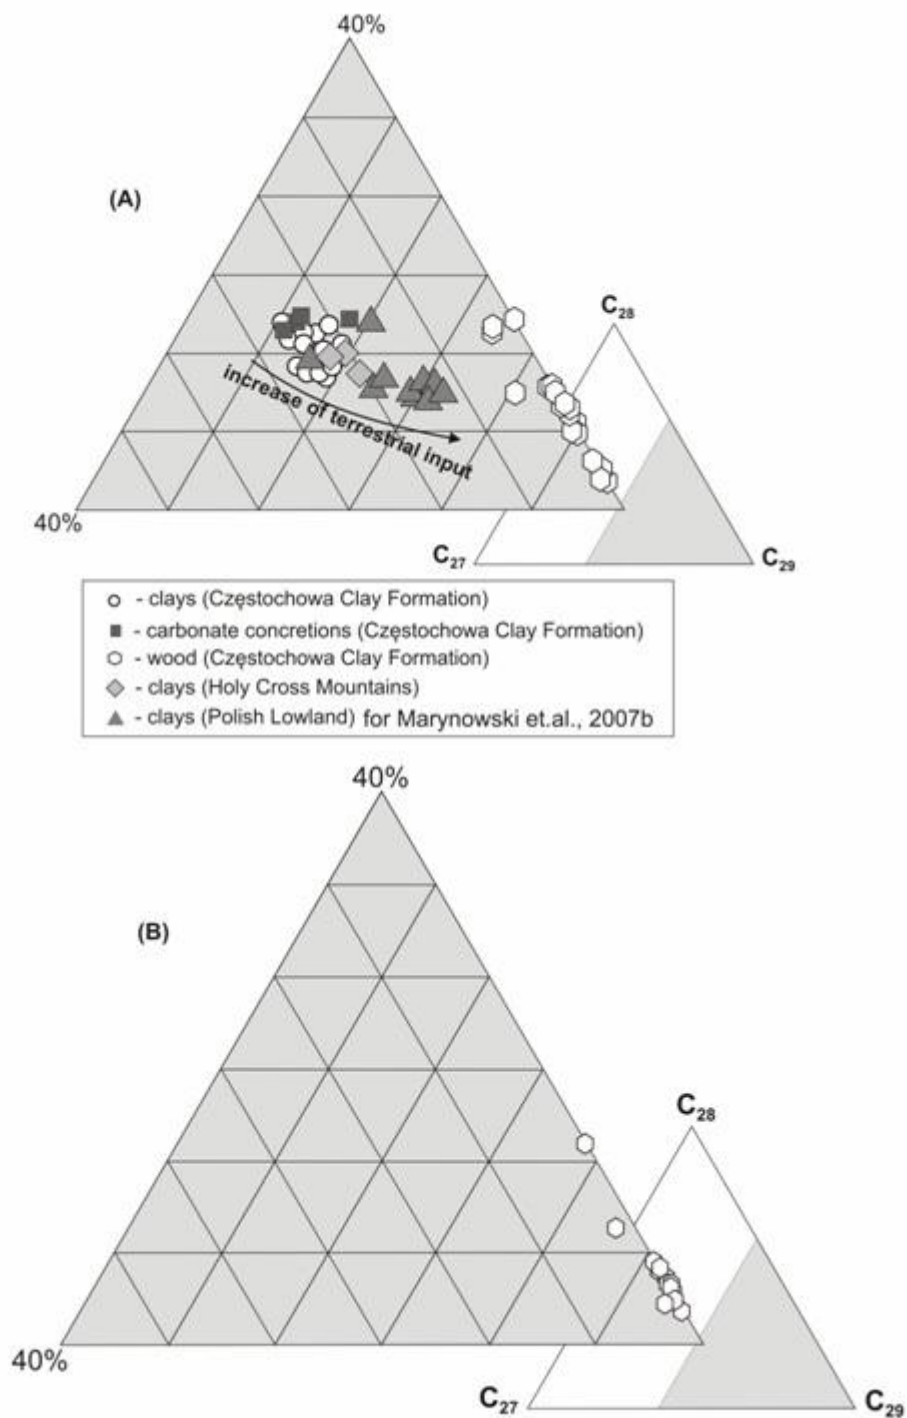 40%
(A)
C28
increase of terrestrial input
40%
C27
C29
- clays (Częstochowa Clay Formation)
- carbonate concretions (Częstochowa Clay Formation)
- wood (Częstochowa Clay Formation)
- clays (Holy Cross Mountains)
- clays (Polish Lowland) for Marynowski et.al., 2007b
40%
(B)
C28
40%
C27
C29